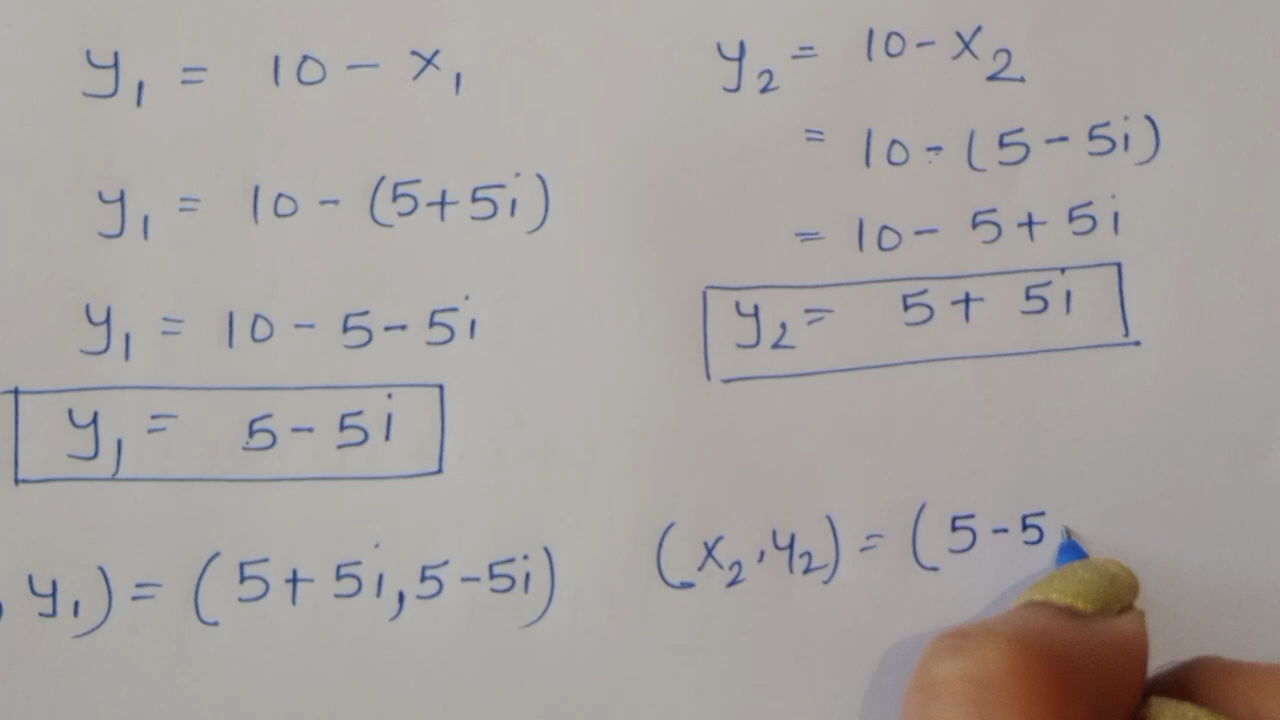 y₁ = 10 - x₁
y₁ = 10 - (5+5i)
y₁ = 10 - 5 - 5i
y₁ = 5 - 5i
, y₁) = (5+5i, 5-5i)
y₂ = 10 - x₂
= 10 - (5 - 5i)
= 10 - 5 + 5i
y₂ = 5 + 5i
(x₂, y₂) = (5 - 5